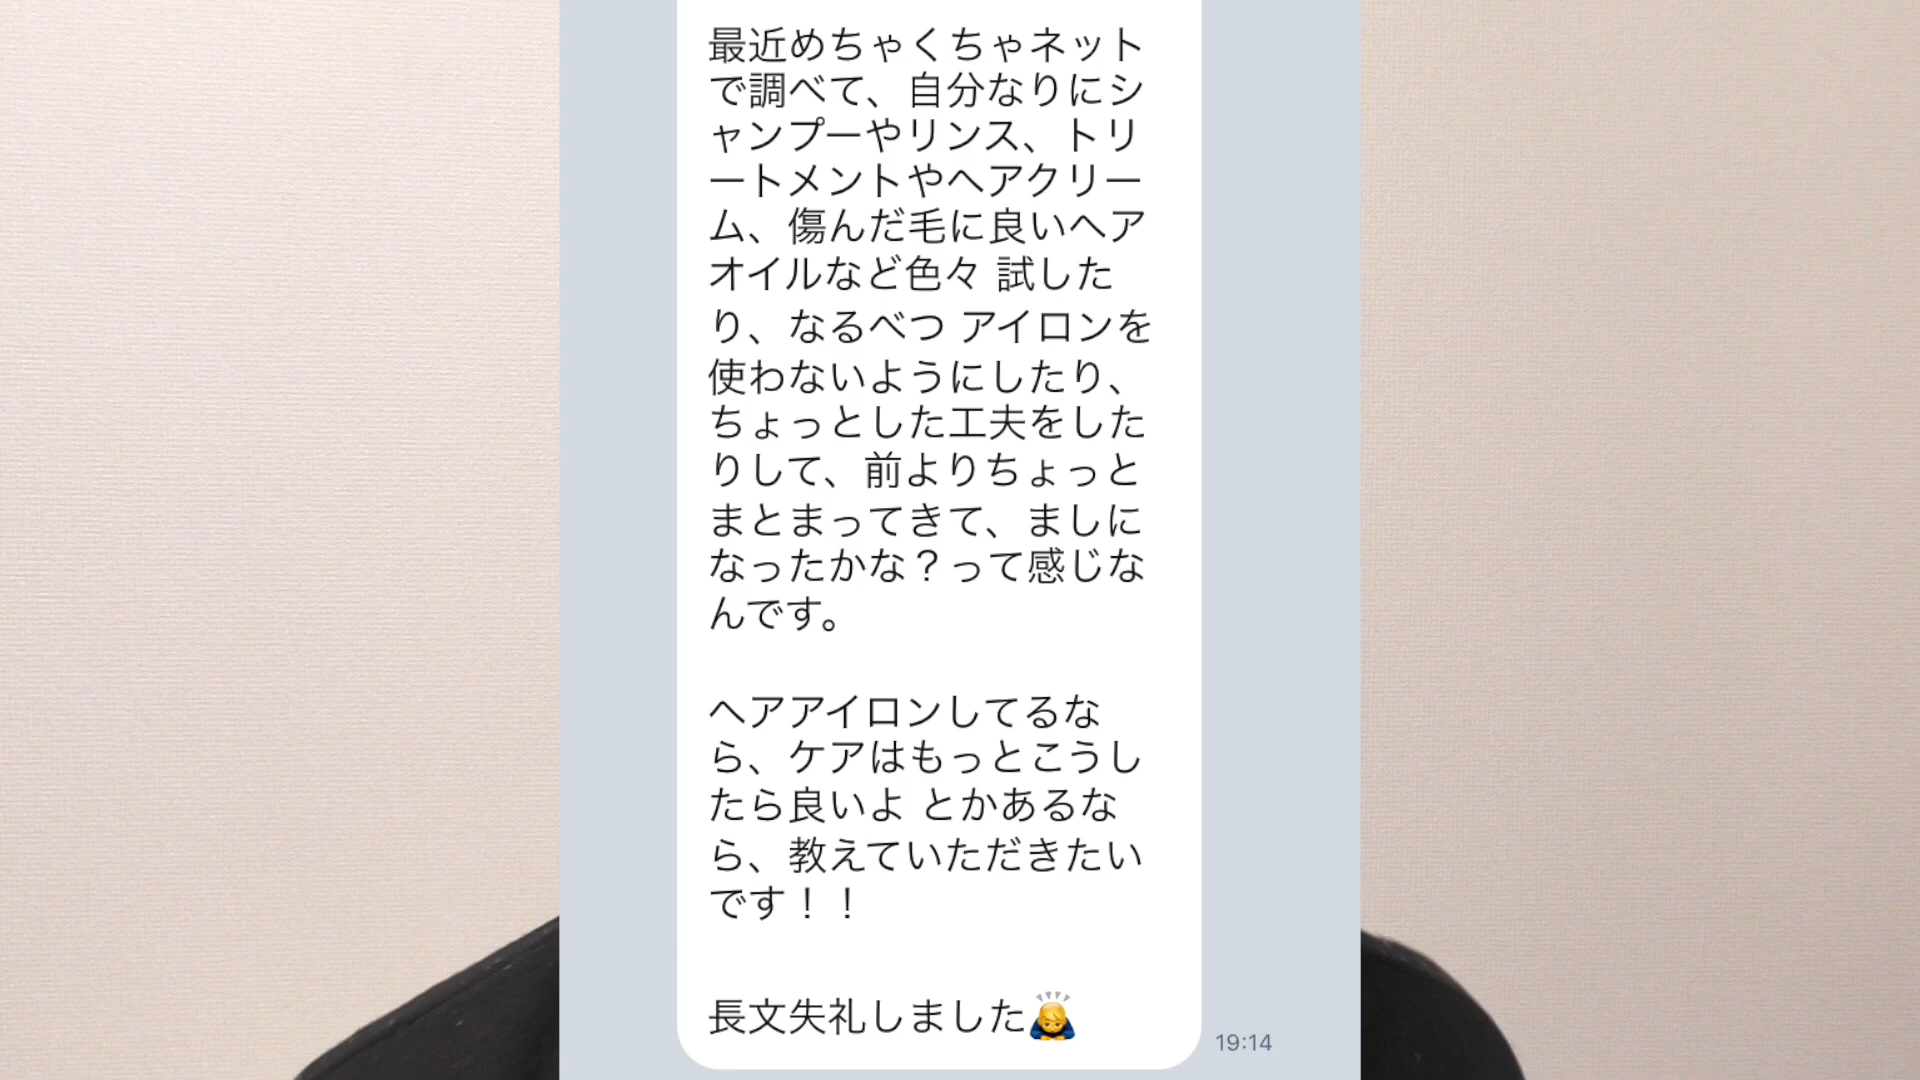 最近めちゃくちゃネット
で調べて、自分なりにシ
ャンプーやリンス、トリ
ートメントやヘアクリー
ム、傷んだ毛に良いヘア
オイルなど色々 試した
り、なるべつ アイロンを
使わないようにしたり、
ちょっとした工夫をした
りして、前よりちょっと
まとまってきて、ましに
なったかな？って感じな
んです。
ヘアアイロンしてるな
ら、ケアはもっとこうし
たら良いよ とかあるな
ら、教えていただきたい
です！！
長文失礼しました🙇
19:14